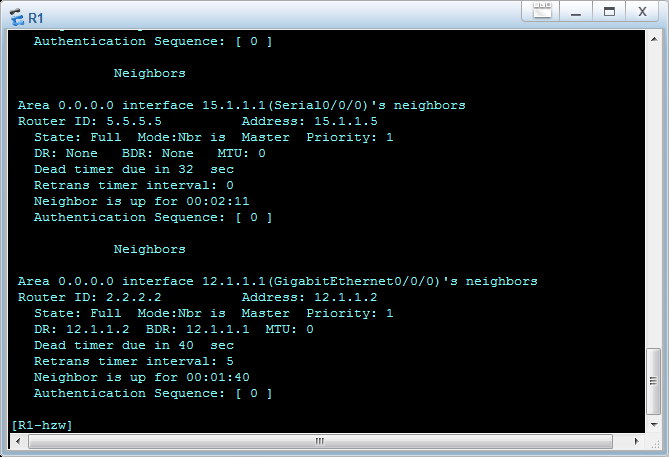 R1
Authentication Sequence: [ 0 ]
Neighbors
Area 0.0.0.0 interface 15.1.1.1(Serial0/0/0)'s neighbors
Router ID: 5.5.5.5          Address: 15.1.1.5
State: Full  Mode:Nbr is  Master  Priority: 1
DR: None   BDR: None   MTU: 0
Dead timer due in 32  sec
Retrans timer interval: 0
Neighbor is up for 00:02:11
Authentication Sequence: [ 0 ]
Neighbors
Area 0.0.0.0 interface 12.1.1.1(GigabitEthernet0/0/0)'s neighbors
Router ID: 2.2.2.2          Address: 12.1.1.2
State: Full  Mode:Nbr is  Master  Priority: 1
DR: 12.1.1.2  BDR: 12.1.1.1  MTU: 0
Dead timer due in 40  sec
Retrans timer interval: 5
Neighbor is up for 00:01:40
Authentication Sequence: [ 0 ]
[R1-hzw]